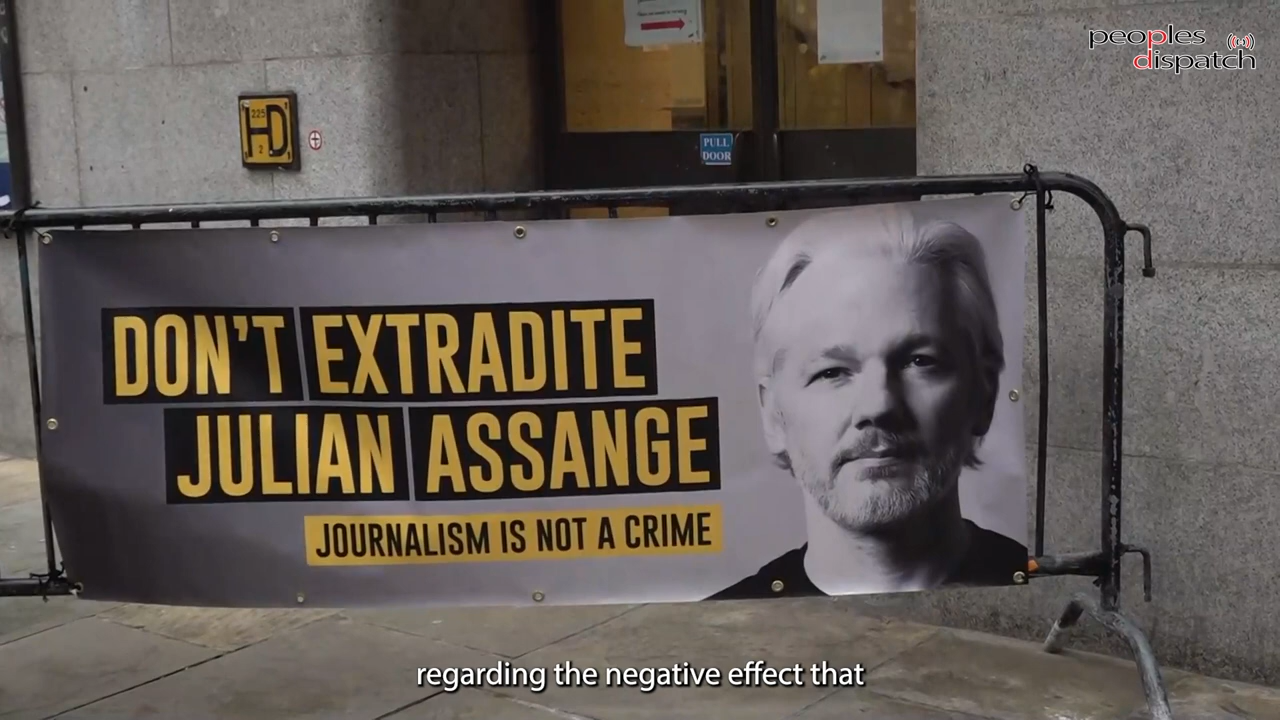 peoples
dispatch
225
HD
2
PULL
DOOR
DON'T EXTRADITE
JULIAN ASSANGE
JOURNALISM IS NOT A CRIME
regarding the negative effect that